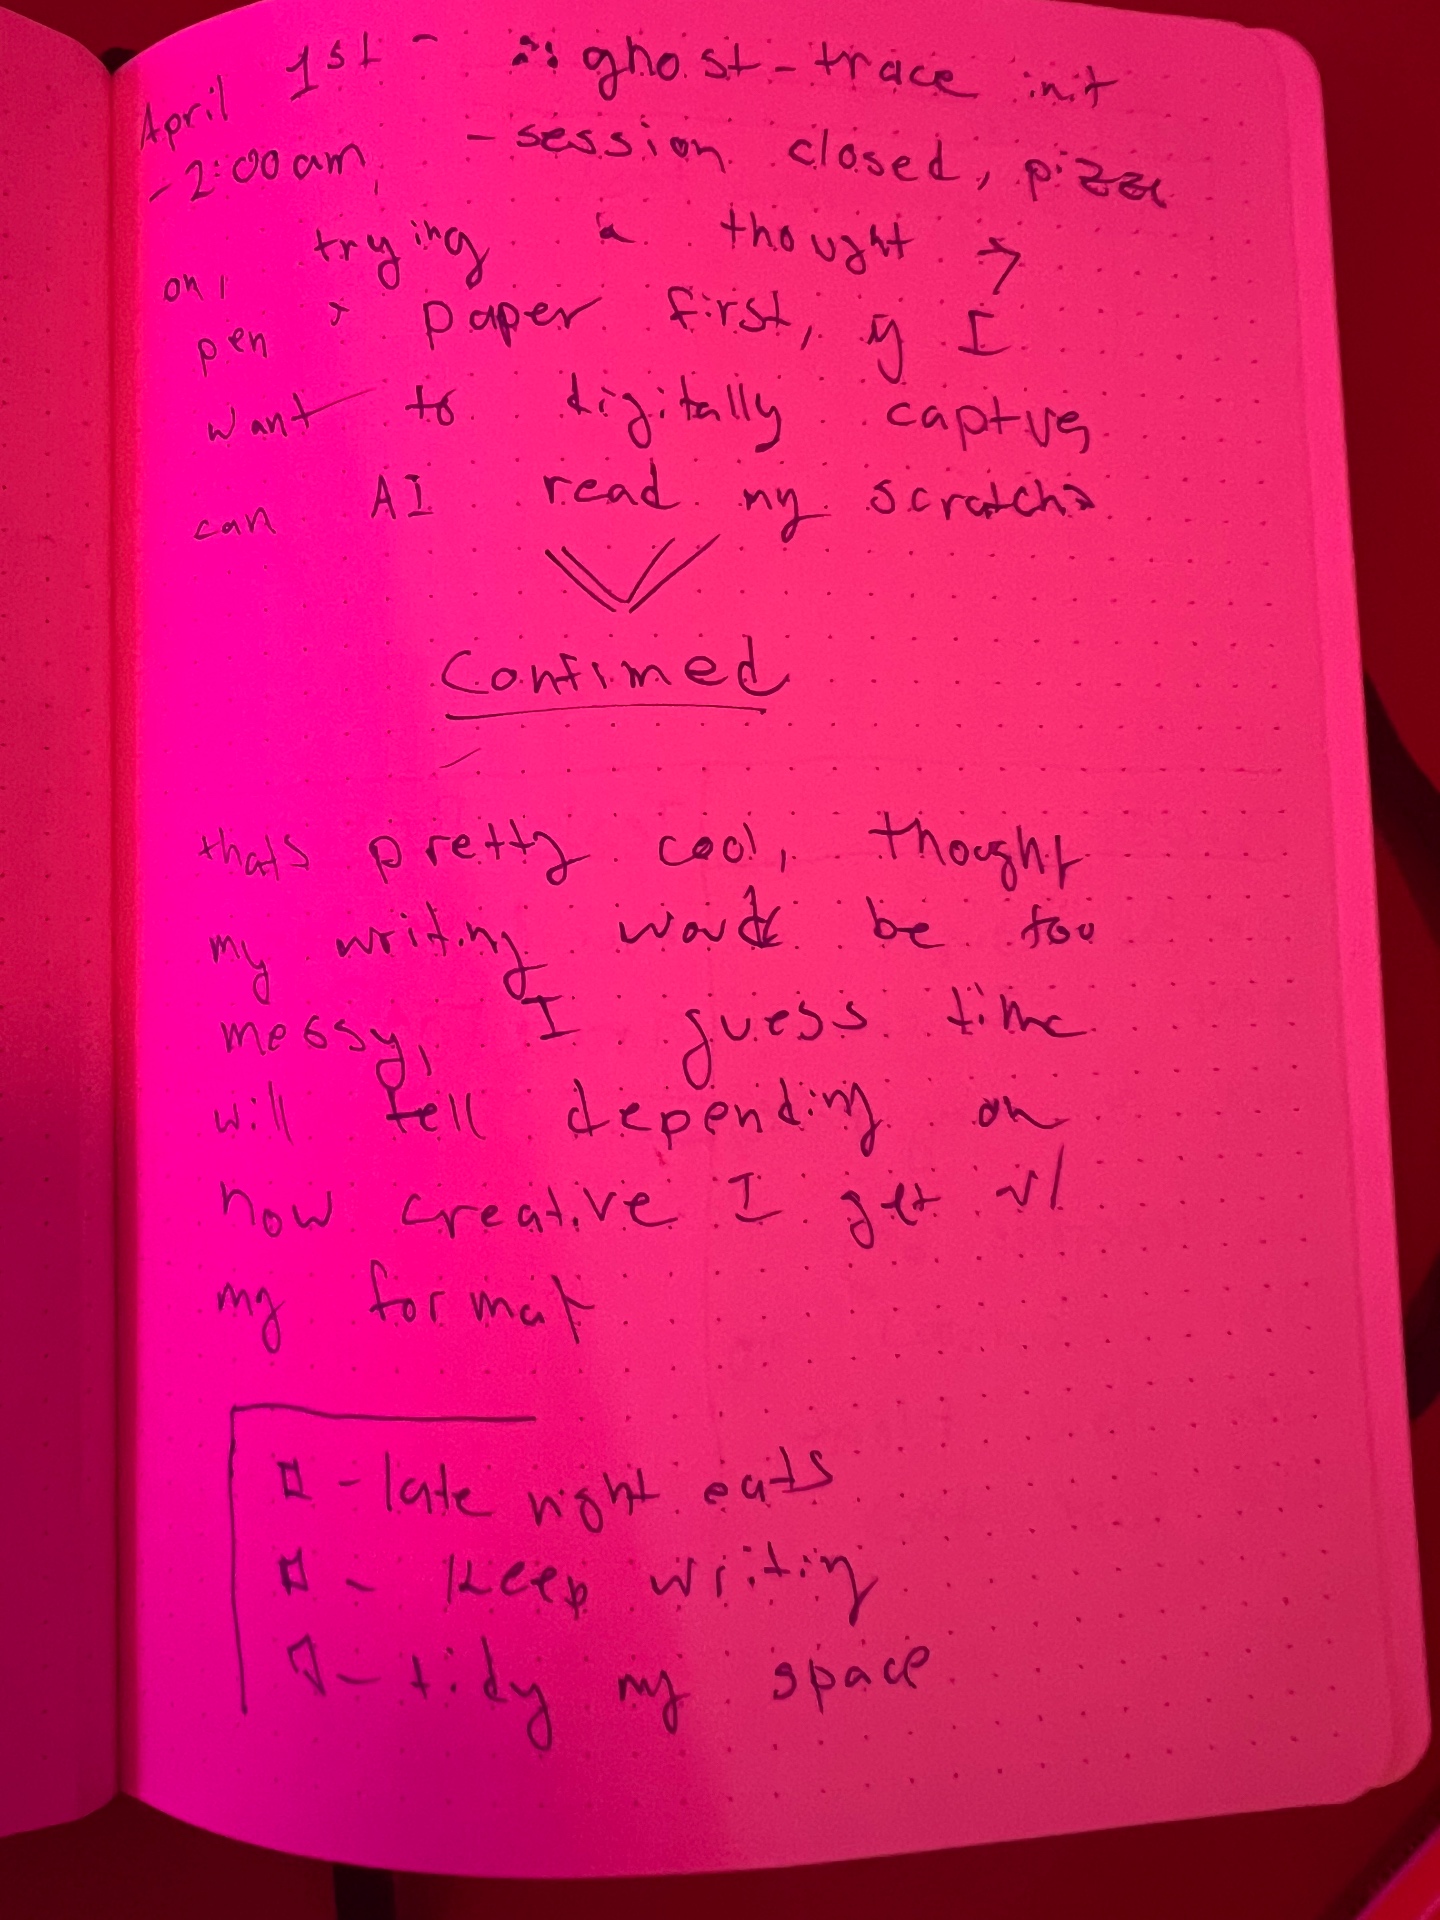 April 1st - ∴ ghost-trace init
- 2:00am, - session closed, pizza
on, trying a thought →
pen > paper first, if I
want to digitally capture,
can AI read my scratch?
Confimed
thats pretty cool, thought
my writing would be too
messy, I guess time
will tell depending on
how creative I get w/
my format
□ - late night eats
□ - Keep writing
□ - tidy my space